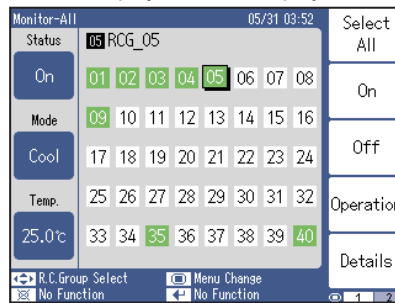 Monitor-All 05/31 03:52
Status
On
Mode
Cool
Temp.
25.0℃
05 RCG_05
01 02 03 04 05 06 07 08
09 10 11 12 13 14 15 16
17 18 19 20 21 22 23 24
25 26 27 28 29 30 31 32
33 34 35 36 37 38 39 40
Select
All
On
Off
Operation
Details
R.C.Group Select Menu Change
No Function No Function
1 2